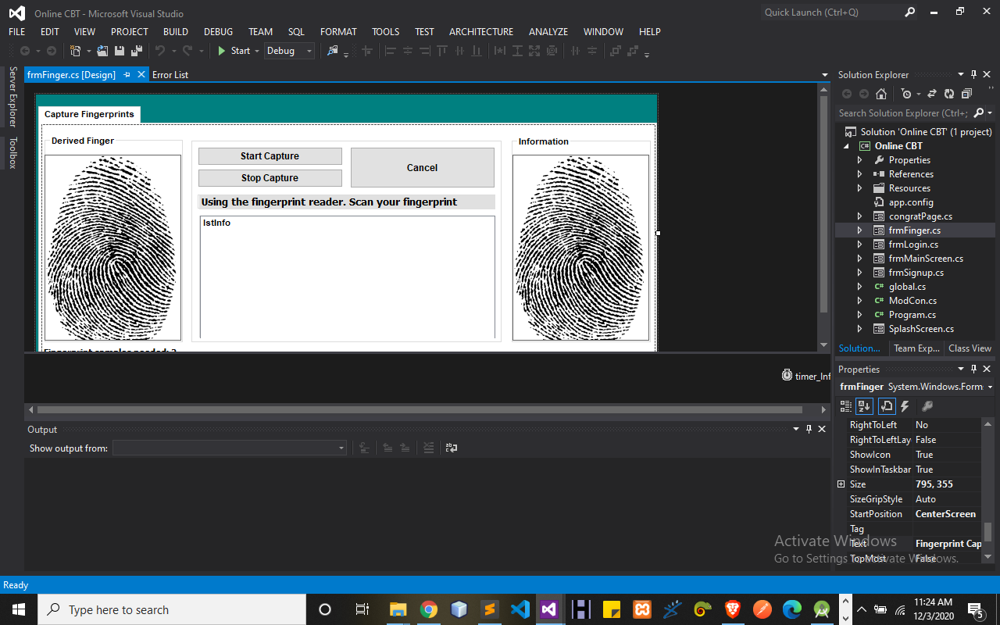 Online CBT - Microsoft Visual Studio
Quick Launch (Ctrl+Q)
FILE EDIT VIEW PROJECT BUILD DEBUG TEAM SQL FORMAT TOOLS TEST ARCHITECTURE ANALYZE WINDOW HELP
Start Debug
Server Explorer
Toolbox
frmFinger.cs [Design]
Error List
Capture Fingerprints
Derived Finger
Start Capture
Stop Capture
Cancel
Using the fingerprint reader. Scan your fingerprint
lstInfo
Information
Fingerprint samples needed: 2
timer_Inf
Output
Show output from:
Solution Explorer
Search Solution Explorer (Ctrl+;
Solution 'Online CBT' (1 project)
Online CBT
Properties
References
Resources
app.config
congratPage.cs
frmFinger.cs
frmLogin.cs
frmMainScreen.cs
frmSignup.cs
global.cs
ModCon.cs
Program.cs
SplashScreen.cs
Solution... Team Exp... Class View
Properties
frmFinger System.Windows.Form
RightToLeft No
RightToLeftLay False
ShowIcon True
ShowInTaskbar True
Size 795, 355
SizeGripStyle Auto
StartPosition CenterScreen
Tag
Text Fingerprint Cap
TopMost False
Activate Windows
Go to Settings to activate Windows.
Ready
Type here to search
11:24 AM
12/3/2020
5